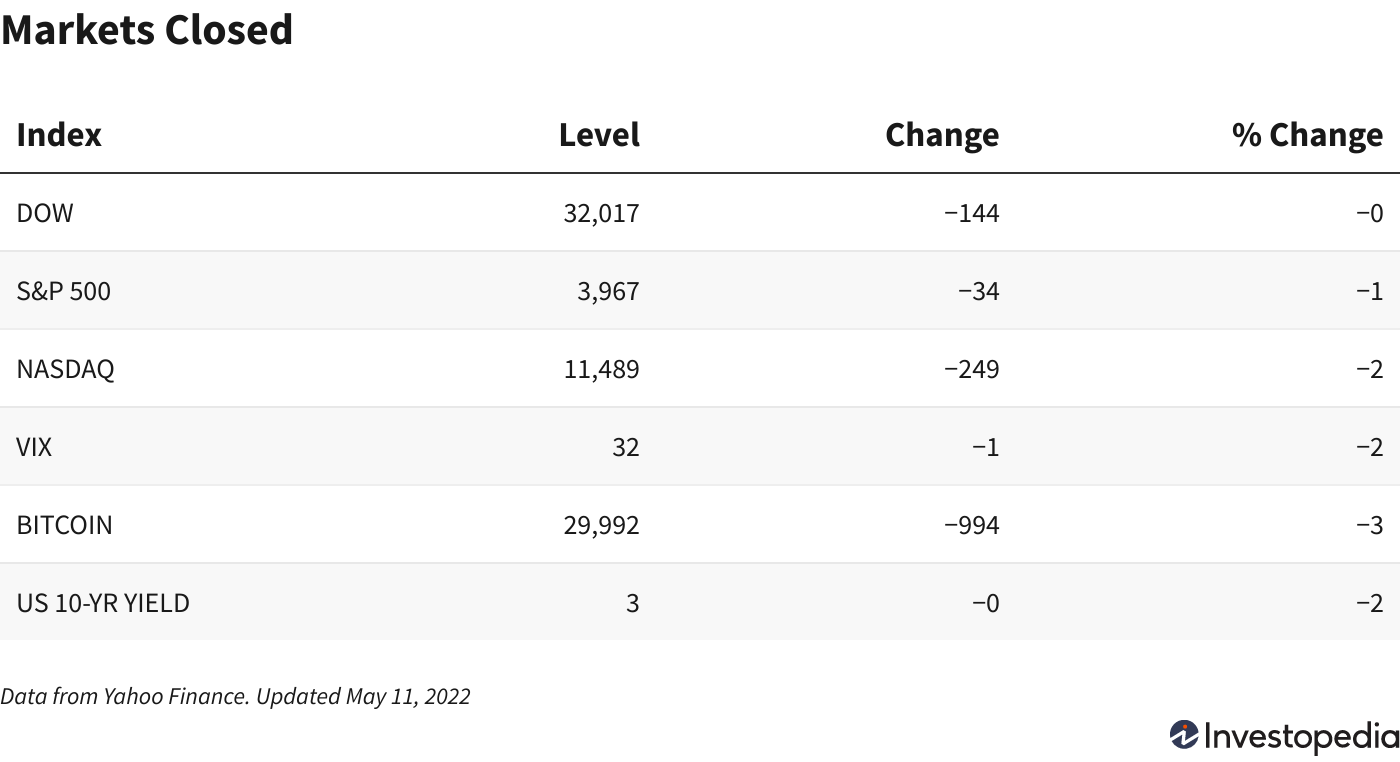 Markets Closed
Index Level Change % Change
DOW 32,017 −144 −0
S&P 500 3,967 −34 −1
NASDAQ 11,489 −249 −2
VIX 32 −1 −2
BITCOIN 29,992 −994 −3
US 10-YR YIELD 3 −0 −2
Data from Yahoo Finance. Updated May 11, 2022
Investopedia